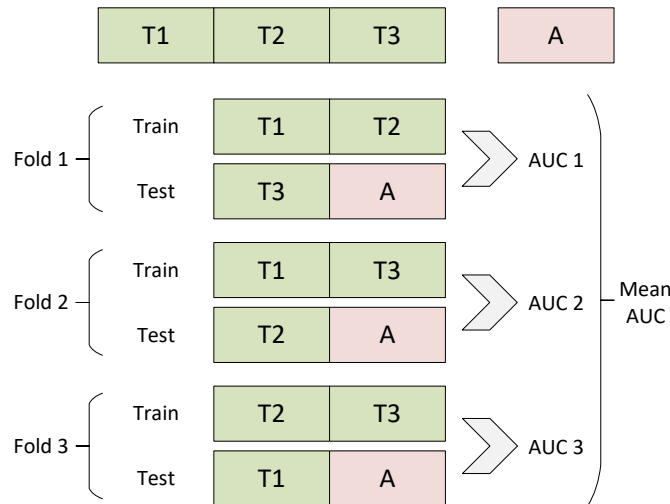 T1 T2 T3 A
Train T1 T2
Fold 1 AUC 1
Test T3 A
Train T1 T3
Fold 2 AUC 2 Mean
AUC
Test T2 A
Train T2 T3
Fold 3 AUC 3
Test T1 A